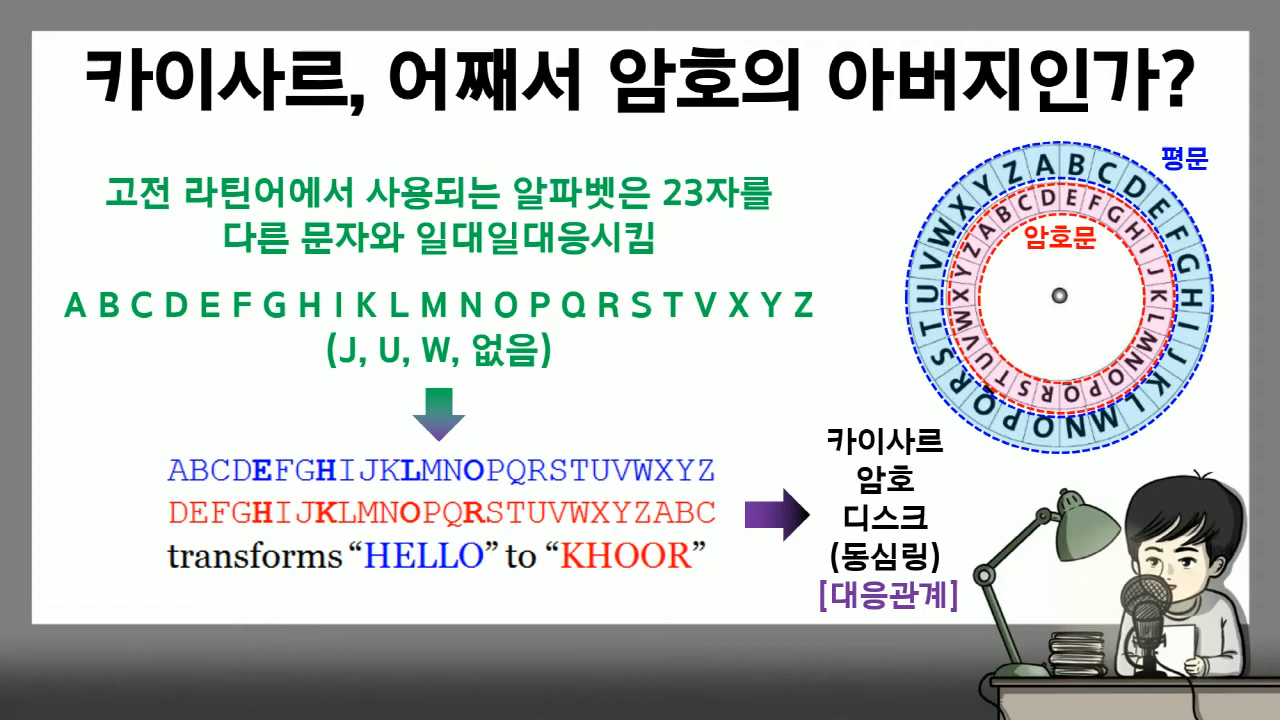 카이사르, 어째서 암호의 아버지인가?
고전 라틴어에서 사용되는 알파벳은 23자를
다른 문자와 일대일대응시킴
A B C D E F G H I K L M N O P Q R S T V X Y Z
(J, U, W, 없음)
ABCDEFGHIJKLMNOPQRSTUVWXYZ
DEFGHIJKLMNOPQRSTUVWXYZABC
transforms “HELLO” to “KHOOR”
평문
A B C D E F G H I J K L M N O P Q R S T U V W X Y Z
암호문
A B C D E F G H I J K L M N O P Q R S T U V W X Y Z
카이사르
암호
디스크
(동심링)
[대응관계]